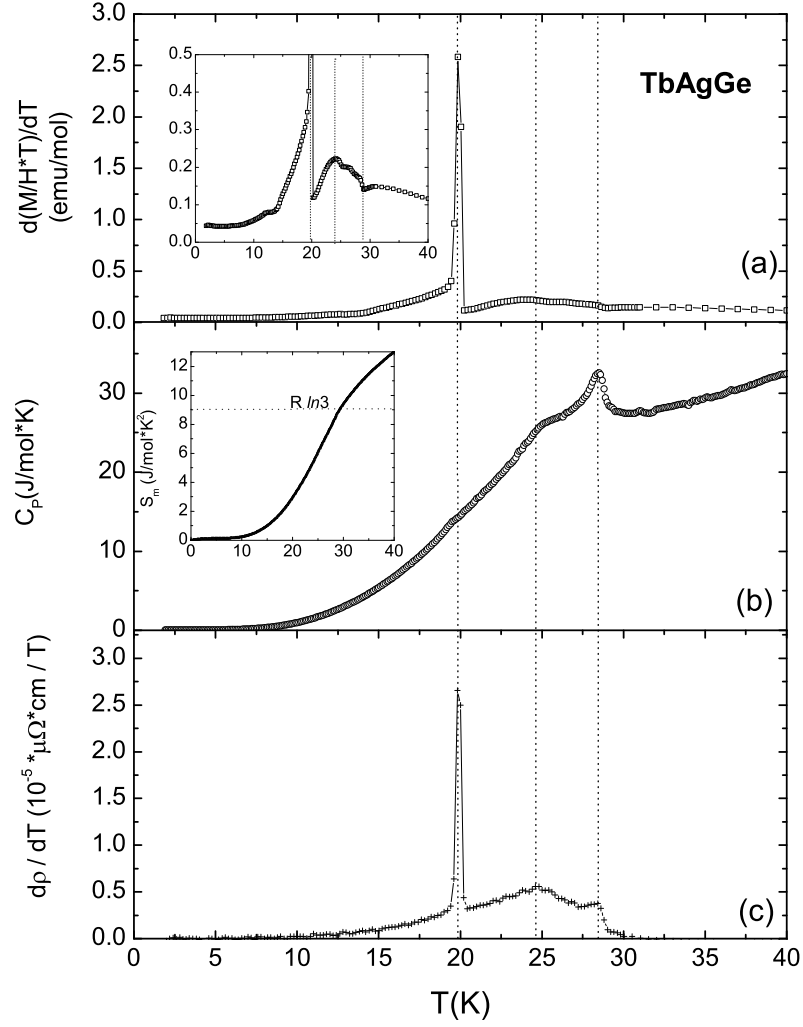 TbAgGe
d(M/H*T)/dT
(emu/mol)
3.0
2.5
2.0
1.5
1.0
0.5
0.0
0.5
0.4
0.3
0.2
0.1
0.0
0 10 20 30 40
(a)
C_P(J/mol*K)
30
20
10
0
S_m (J/mol*K²)
12
10
8
6
4
2
0
R ln3
0 10 20 30 40
(b)
dρ / dT (10⁻⁵ *μΩ*cm / T)
3.0
2.5
2.0
1.5
1.0
0.5
0.0
(c)
0 5 10 15 20 25 30 35 40
T(K)